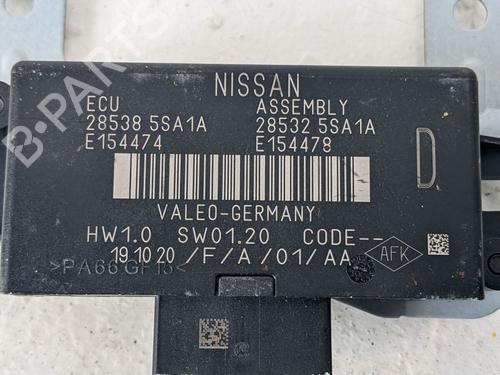 NISSAN
ECU ASSEMBLY
28538 5SA1A 28532 5SA1A
E154474 E154478
D
VALEO-GERMANY
HW1.0 SW01.20 CODE--
19.10.20 /F/A/01/AA AFK
>PA66 GF15<